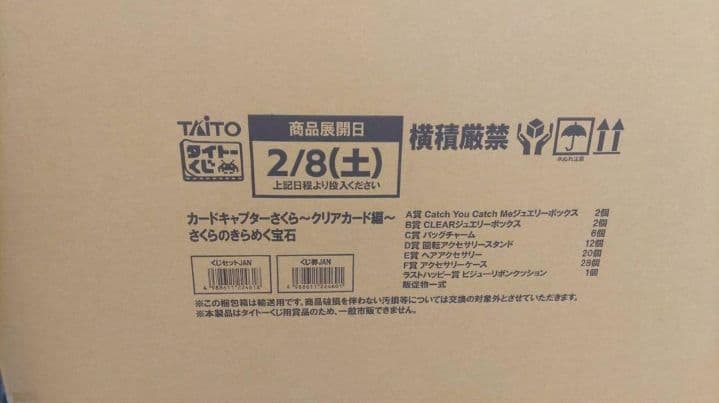 TAITO
タイトーくじ
商品展開日
2/8(土)
上記日程より投入ください
横積厳禁
水ぬれ注意
カードキャプターさくら～クリアカード編～
さくらのきらめく宝石
くじセットJAN
くじ券JAN
A賞 Catch You Catch Meジュエリーボックス 2個
B賞 CLEARジュエリーボックス 2個
C賞 バッグチャーム 6個
D賞 回転アクセサリースタンド 12個
E賞 ヘアアクセサリー 20個
F賞 アクセサリーケース 28個
ラストハッピー賞 ビジューリボンクッション 1個
販促物一式
※この梱包箱は輸送用です。商品破損を伴わない汚損等については交換の対象外とさせていただきます。
※本製品はタイトーくじ用賞品のため、一般市販できません。